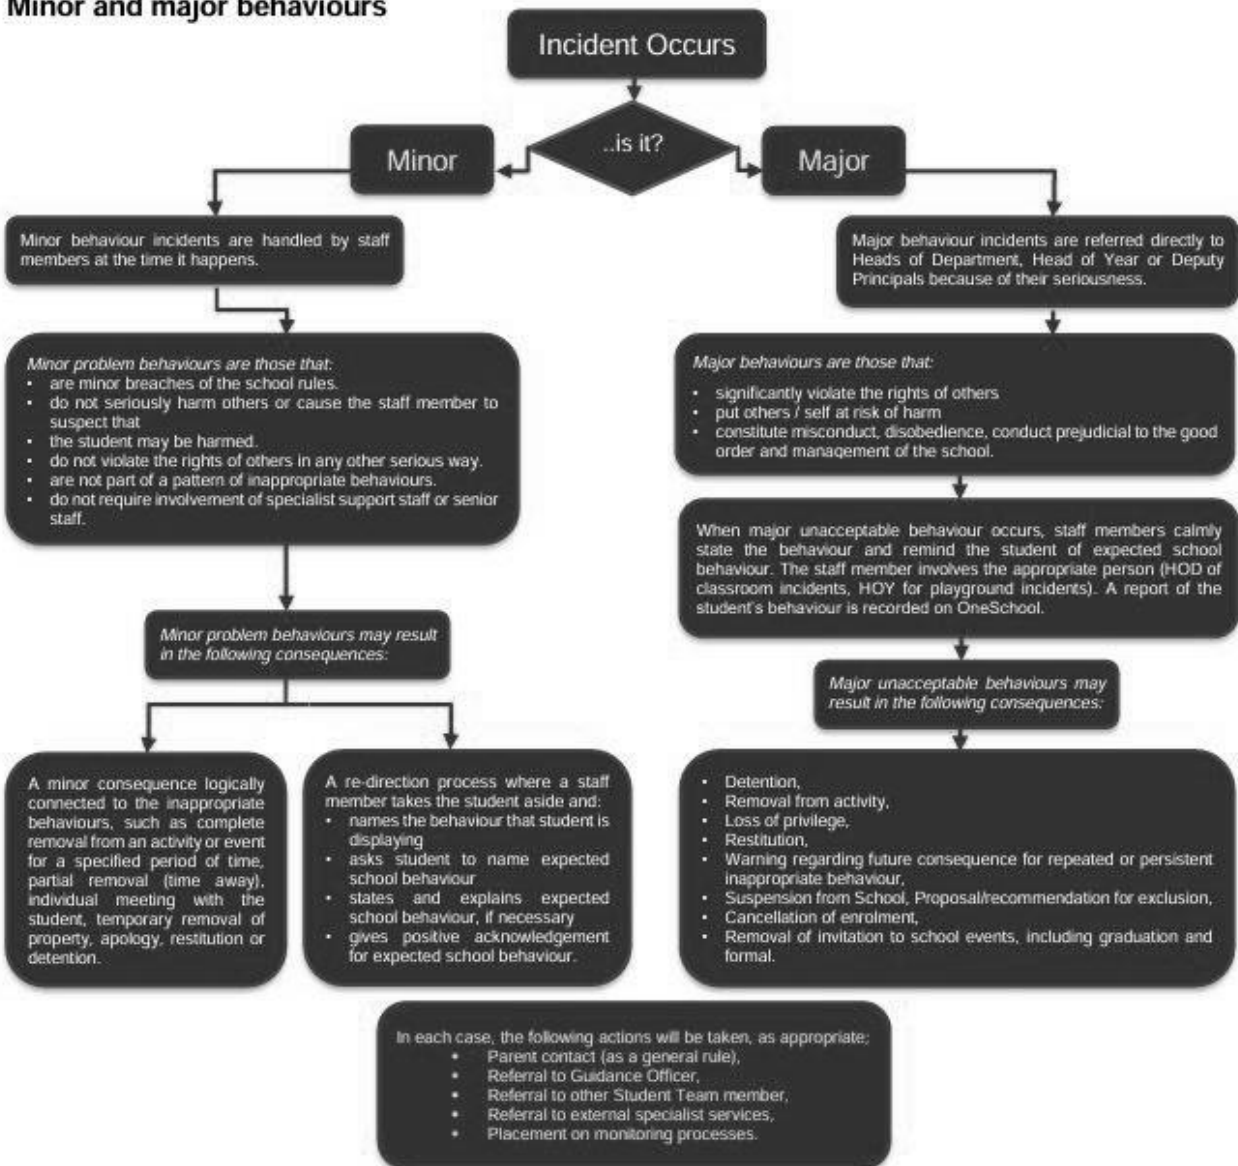 Minor and major behaviours
Incident Occurs
..is it?
Minor
Major
Minor behaviour incidents are handled by staff
members at the time it happens.
Major behaviour incidents are referred directly to
Heads of Department, Head of Year or Deputy
Principals because of their seriousness.
Minor problem behaviours are those that:
• are minor breaches of the school rules.
• do not seriously harm others or cause the staff member to
suspect that
• the student may be harmed.
• do not violate the rights of others in any other serious way.
• are not part of a pattern of inappropriate behaviours.
• do not require involvement of specialist support staff or senior
staff.
Major behaviours are those that:
• significantly violate the rights of others
• put others / self at risk of harm
• constitute misconduct, disobedience, conduct prejudicial to the good
order and management of the school.
When major unacceptable behaviour occurs, staff members calmly
state the behaviour and remind the student of expected school
behaviour. The staff member involves the appropriate person (HOD of
classroom incidents, HOY for playground incidents). A report of the
student's behaviour is recorded on OneSchool.
Minor problem behaviours may result
in the following consequences:
Major unacceptable behaviours may
result in the following consequences:
A minor consequence logically
connected to the inappropriate
behaviours, such as complete
removal from an activity or event
for a specified period of time,
partial removal (time away),
individual meeting with the
student, temporary removal of
property, apology, restitution or
detention.
A re-direction process where a staff
member takes the student aside and:
• names the behaviour that student is
displaying
• asks student to name expected
school behaviour
• states and explains expected
school behaviour, if necessary
• gives positive acknowledgement
for expected school behaviour.
• Detention,
• Removal from activity,
• Loss of privilege,
• Restitution,
• Warning regarding future consequence for repeated or persistent
inappropriate behaviour,
• Suspension from School, Proposal/recommendation for exclusion,
• Cancellation of enrolment,
• Removal of invitation to school events, including graduation and
formal.
In each case, the following actions will be taken, as appropriate;
• Parent contact (as a general rule),
• Referral to Guidance Officer,
• Referral to other Student Team member,
• Referral to external specialist services,
• Placement on monitoring processes.